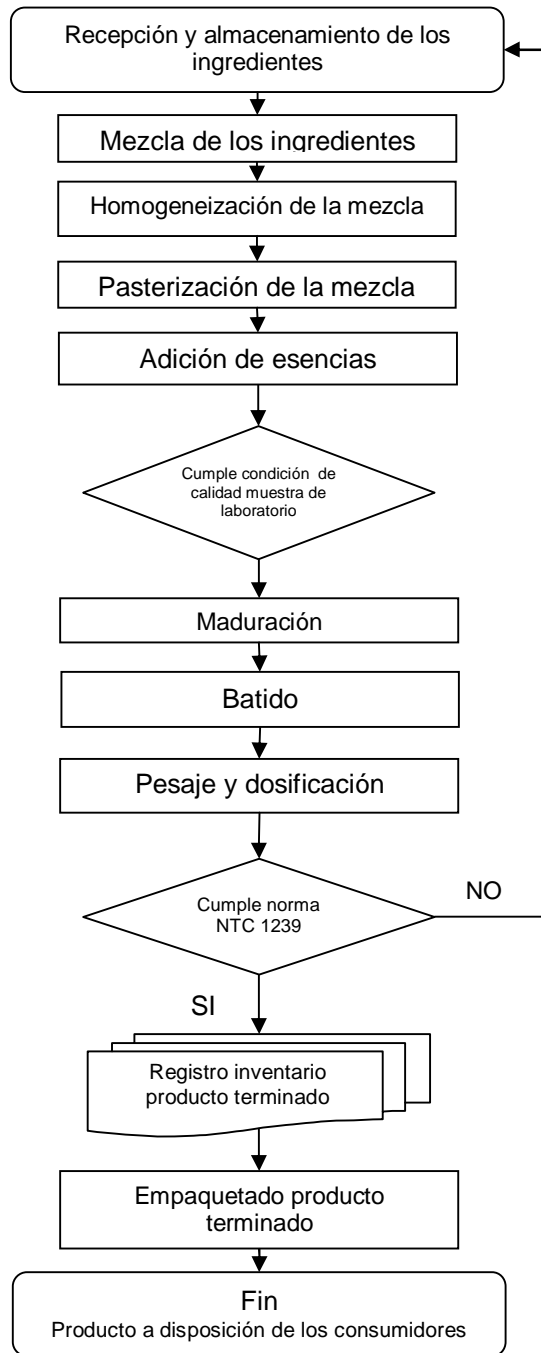 Recepción y almacenamiento de los
ingredientes
Mezcla de los ingredientes
Homogeneización de la mezcla
Pasterización de la mezcla
Adición de esencias
Cumple condición de
calidad muestra de
laboratorio
Maduración
Batido
Pesaje y dosificación
Cumple norma
NTC 1239
NO
SI
Registro inventario
producto terminado
Empaquetado producto
terminado
Fin
Producto a disposición de los consumidores